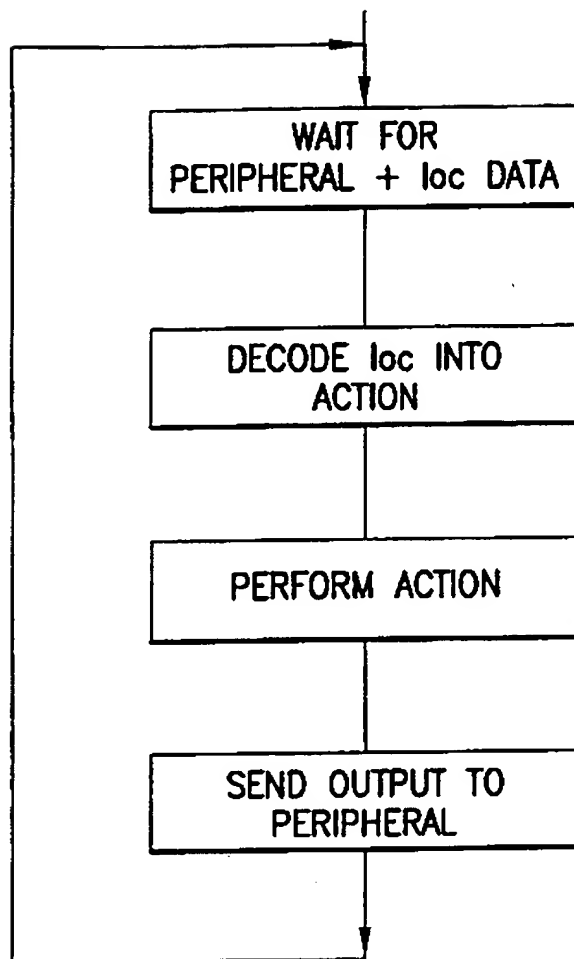 WAIT FOR
PERIPHERAL + loc DATA
DECODE loc INTO
ACTION
PERFORM ACTION
SEND OUTPUT TO
PERIPHERAL